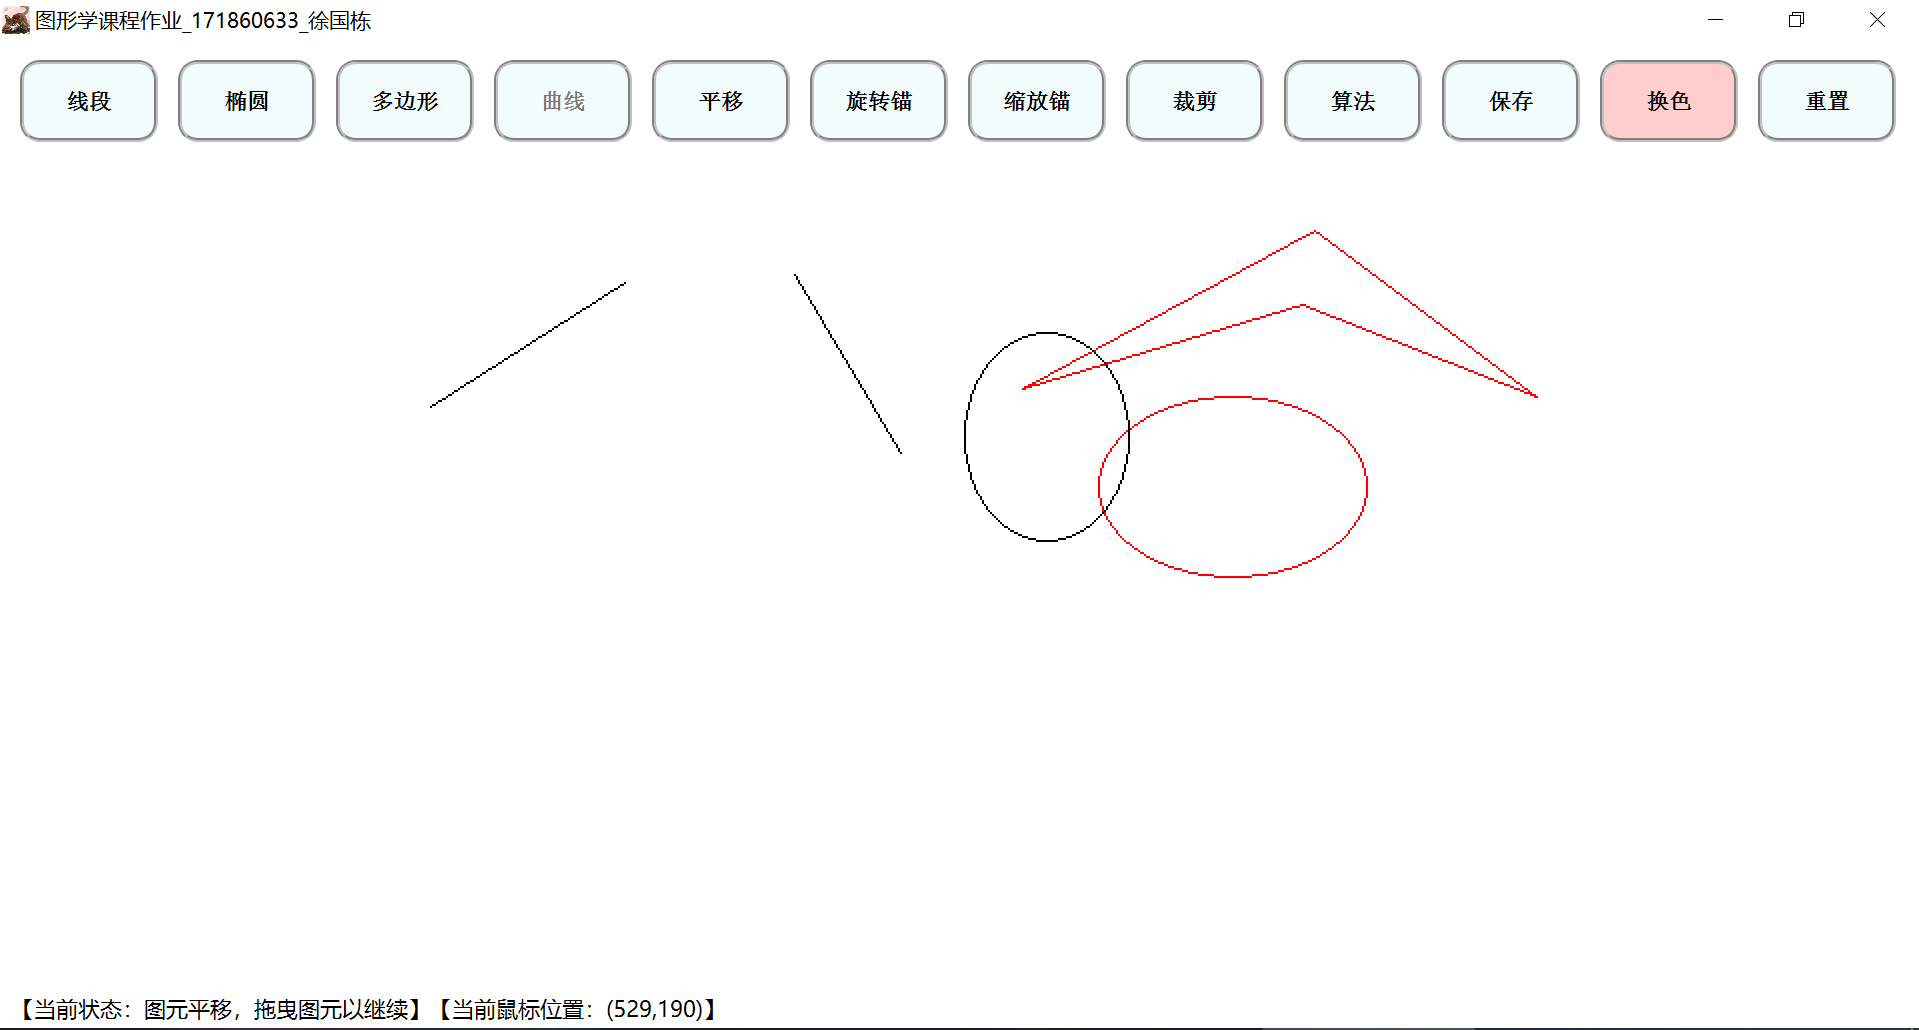 图形学课程作业_171860633_徐国栋
线段 椭圆 多边形 曲线 平移 旋转锚 缩放锚 裁剪 算法 保存 换色 重置
【当前状态：图元平移，拖曳图元以继续】【当前鼠标位置：(529,190)】